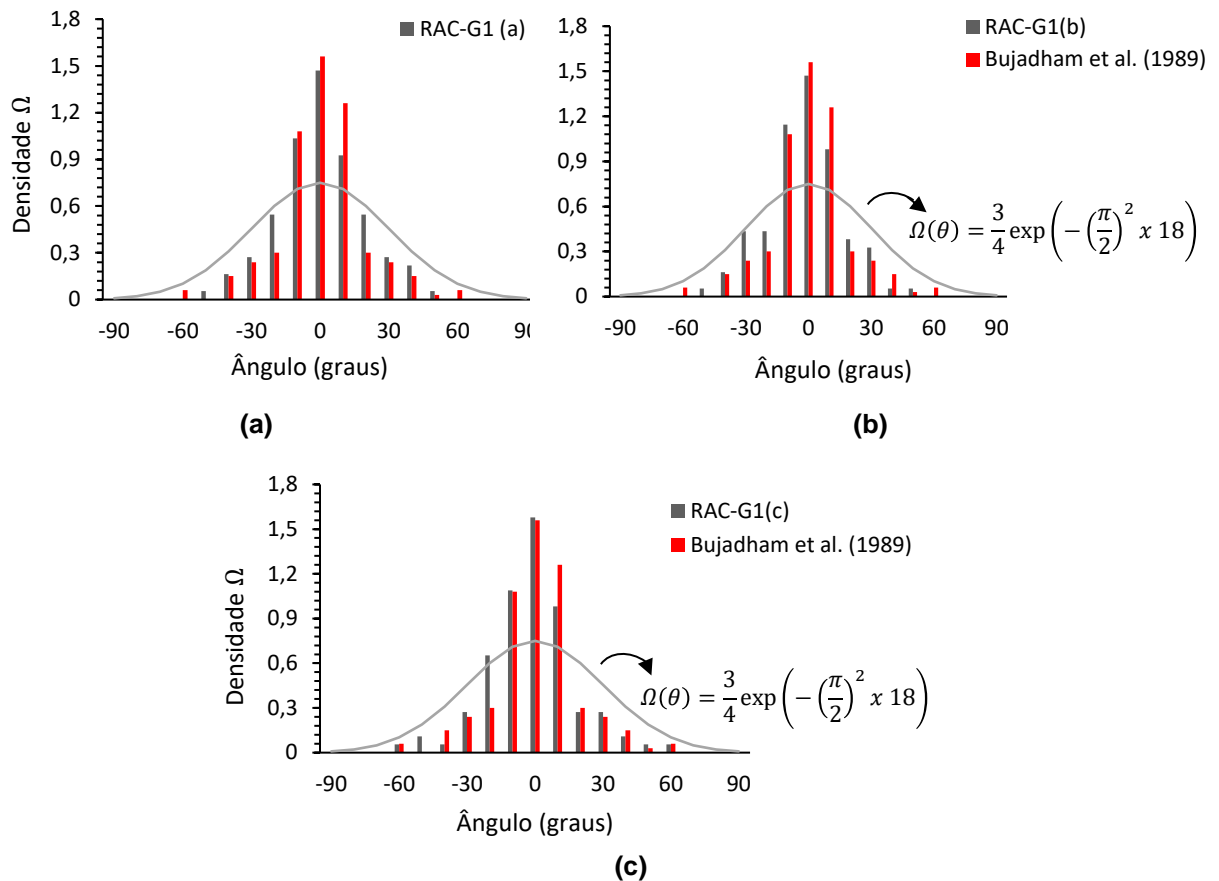 1,8
1,5
1,2
0,9
0,6
0,3
0
Densidade Ω
-90 -60 -30 0 30 60 90
Ângulo (graus)
RAC-G1 (a)
(a)
1,8
1,5
1,2
0,9
0,6
0,3
0
-90 -60 -30 0 30 60 90
Ângulo (graus)
RAC-G1(b)
Bujadham et al. (1989)
Ω(θ) = 3/4 exp(−(π/2)² x 18)
(b)
1,8
1,5
1,2
0,9
0,6
0,3
0
Densidade Ω
-90 -60 -30 0 30 60 90
Ângulo (graus)
RAC-G1(c)
Bujadham et al. (1989)
Ω(θ) = 3/4 exp(−(π/2)² x 18)
(c)